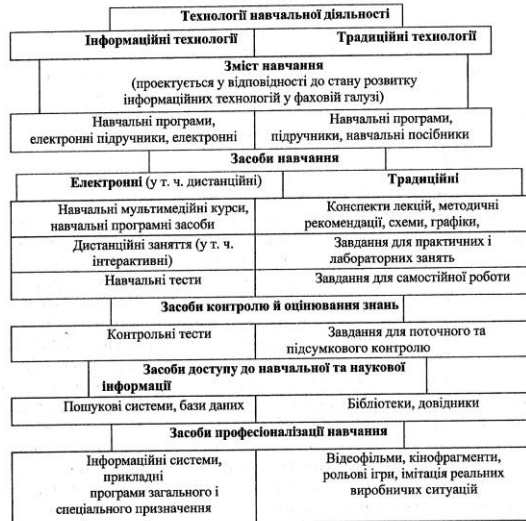 Технології навчальної діяльності
Інформаційні технології
Традиційні технології
Зміст навчання
(проектується у відповідності до стану розвитку
інформаційних технологій у фаховій галузі)
Навчальні програми,
електронні підручники, електронні
Навчальні програми,
підручники, навчальні посібники
Засоби навчання
Електронні (у т. ч. дистанційні)
Традиційні
Навчальні мультимедійні курси,
навчальні програмні засоби
Конспекти лекцій, методичні
рекомендації, схеми, графіки,
Дистанційні заняття (у т. ч.
інтерактивні)
Завдання для практичних і
лабораторних занять
Навчальні тести
Завдання для самостійної роботи
Засоби контролю й оцінювання знань
Контрольні тести
Завдання для поточного та
підсумкового контролю
Засоби доступу до навчальної та наукової
інформації
Пошукові системи, бази даних
Бібліотеки, довідники
Засоби професіоналізації навчання
Інформаційні системи,
прикладні
програми загального і
спеціального призначення
Відеофільми, кінофрагменти,
рольові ігри, імітація реальних
виробничих ситуацій